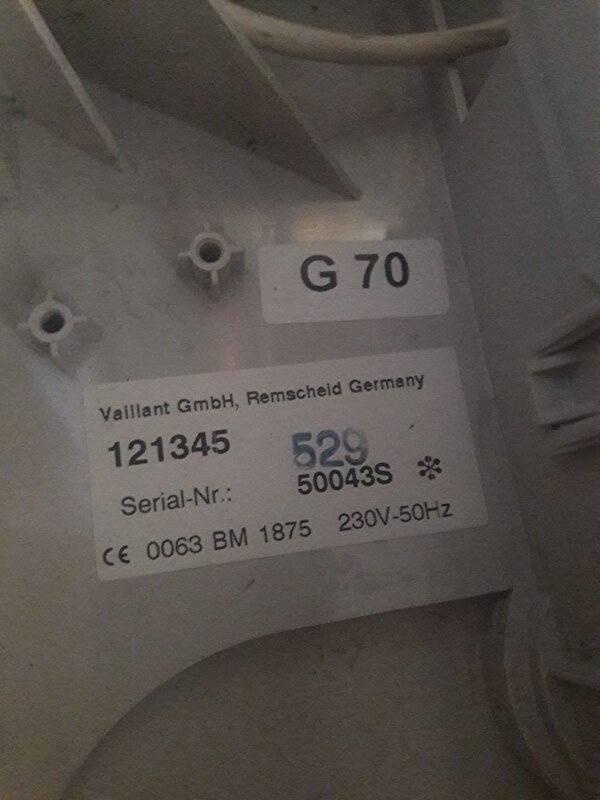 G 70
Vaillant GmbH, Remscheid Germany
121345 529
Serial-Nr.: 50043S *
CE 0063 BM 1875 230V-50Hz